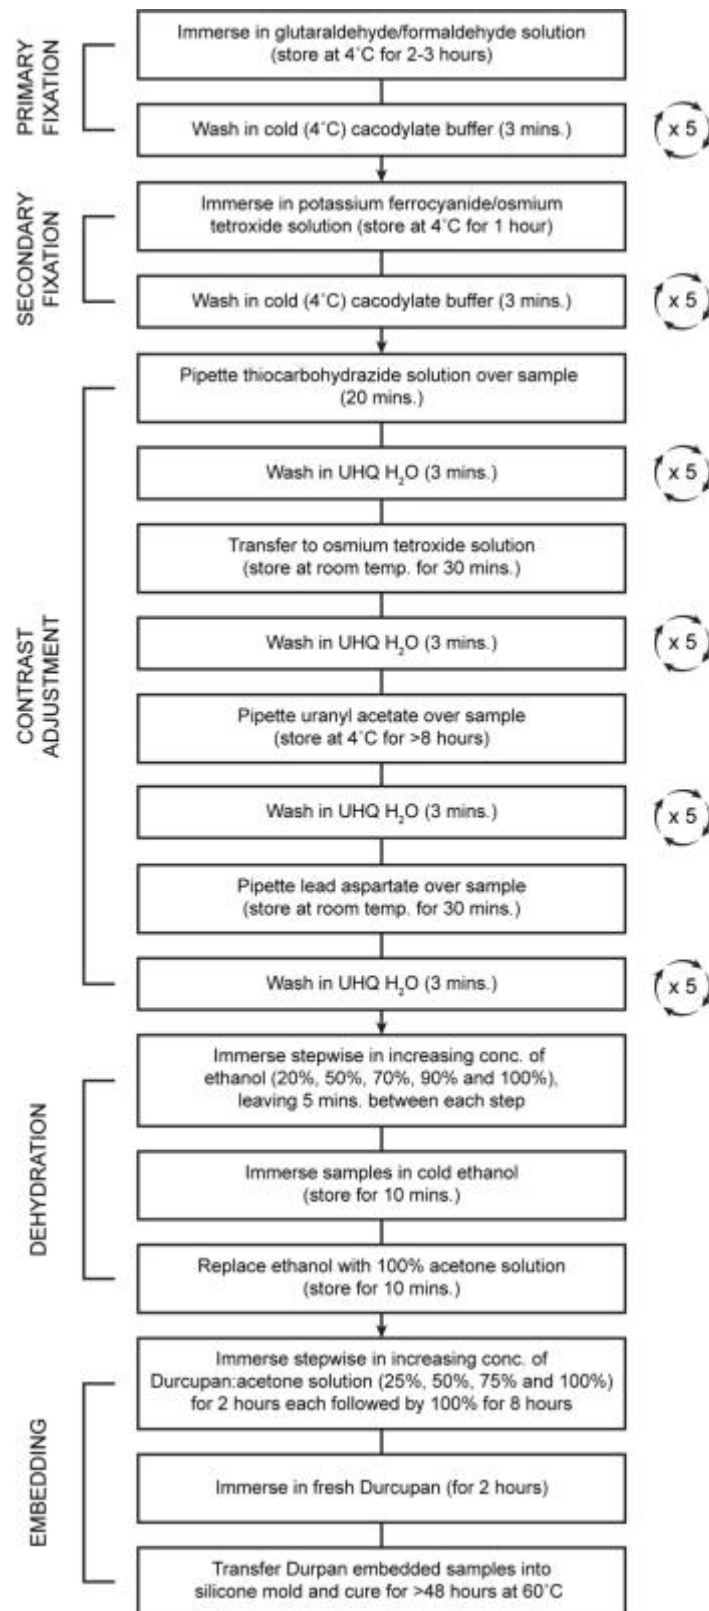 PRIMARY
FIXATION
Immerse in glutaraldehyde/formaldehyde solution
(store at 4˚C for 2-3 hours)
Wash in cold (4˚C) cacodylate buffer (3 mins.)
x 5
SECONDARY
FIXATION
Immerse in potassium ferrocyanide/osmium
tetroxide solution (store at 4˚C for 1 hour)
Wash in cold (4˚C) cacodylate buffer (3 mins.)
x 5
CONTRAST
ADJUSTMENT
Pipette thiocarbohydrazide solution over sample
(20 mins.)
Wash in UHQ H₂O (3 mins.)
x 5
Transfer to osmium tetroxide solution
(store at room temp. for 30 mins.)
Wash in UHQ H₂O (3 mins.)
x 5
Pipette uranyl acetate over sample
(store at 4˚C for >8 hours)
Wash in UHQ H₂O (3 mins.)
x 5
Pipette lead aspartate over sample
(store at room temp. for 30 mins.)
Wash in UHQ H₂O (3 mins.)
x 5
DEHYDRATION
Immerse stepwise in increasing conc. of
ethanol (20%, 50%, 70%, 90% and 100%),
leaving 5 mins. between each step
Immerse samples in cold ethanol
(store for 10 mins.)
Replace ethanol with 100% acetone solution
(store for 10 mins.)
EMBEDDING
Immerse stepwise in increasing conc. of
Durcupan:acetone solution (25%, 50%, 75% and 100%)
for 2 hours each followed by 100% for 8 hours
Immerse in fresh Durcupan (for 2 hours)
Transfer Durpan embedded samples into
silicone mold and cure for >48 hours at 60˚C